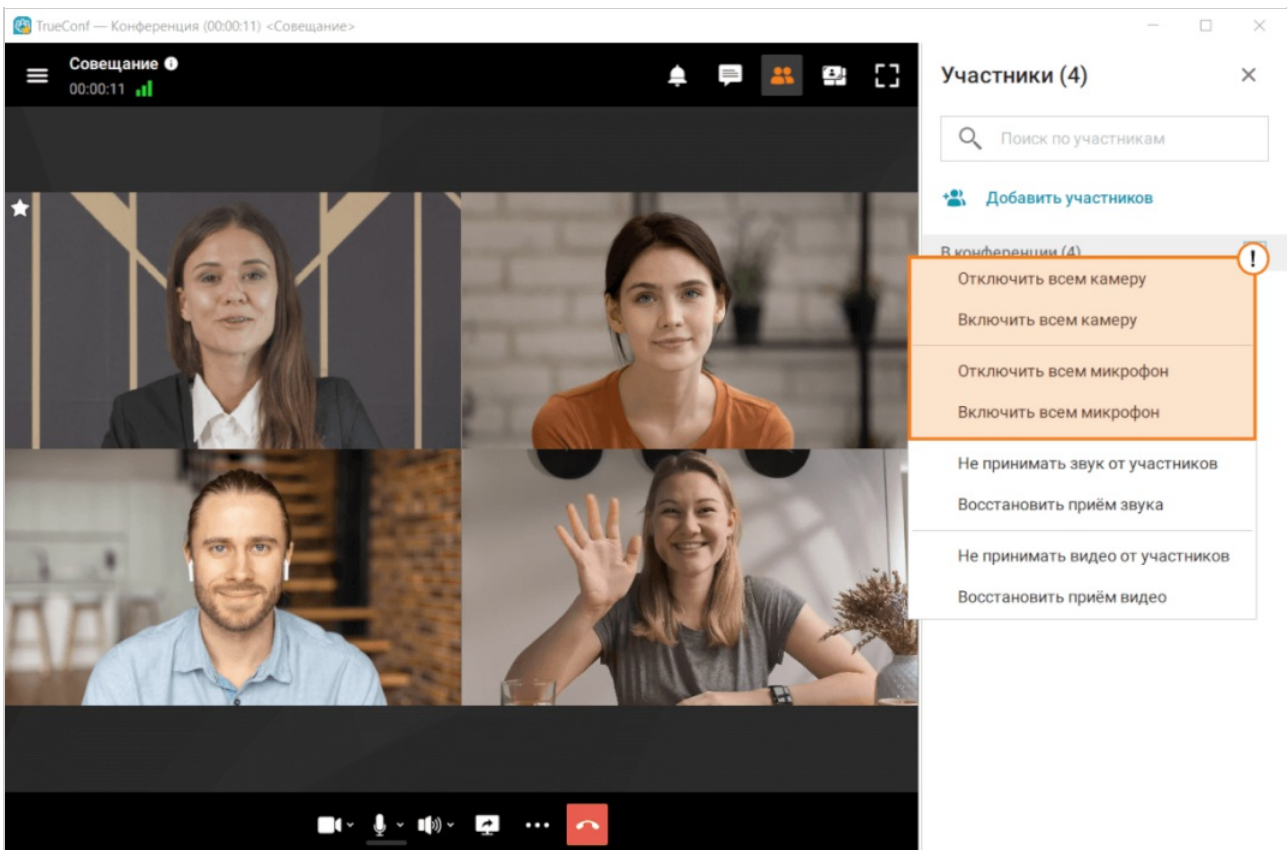 TrueConf — Конференция (00:00:11) <Совещание>
Совещание
00:00:11
Участники (4)
Поиск по участникам
Добавить участников
В конференции (4)
Отключить всем камеру
Включить всем камеру
Отключить всем микрофон
Включить всем микрофон
Не принимать звук от участников
Восстановить приём звука
Не принимать видео от участников
Восстановить приём видео